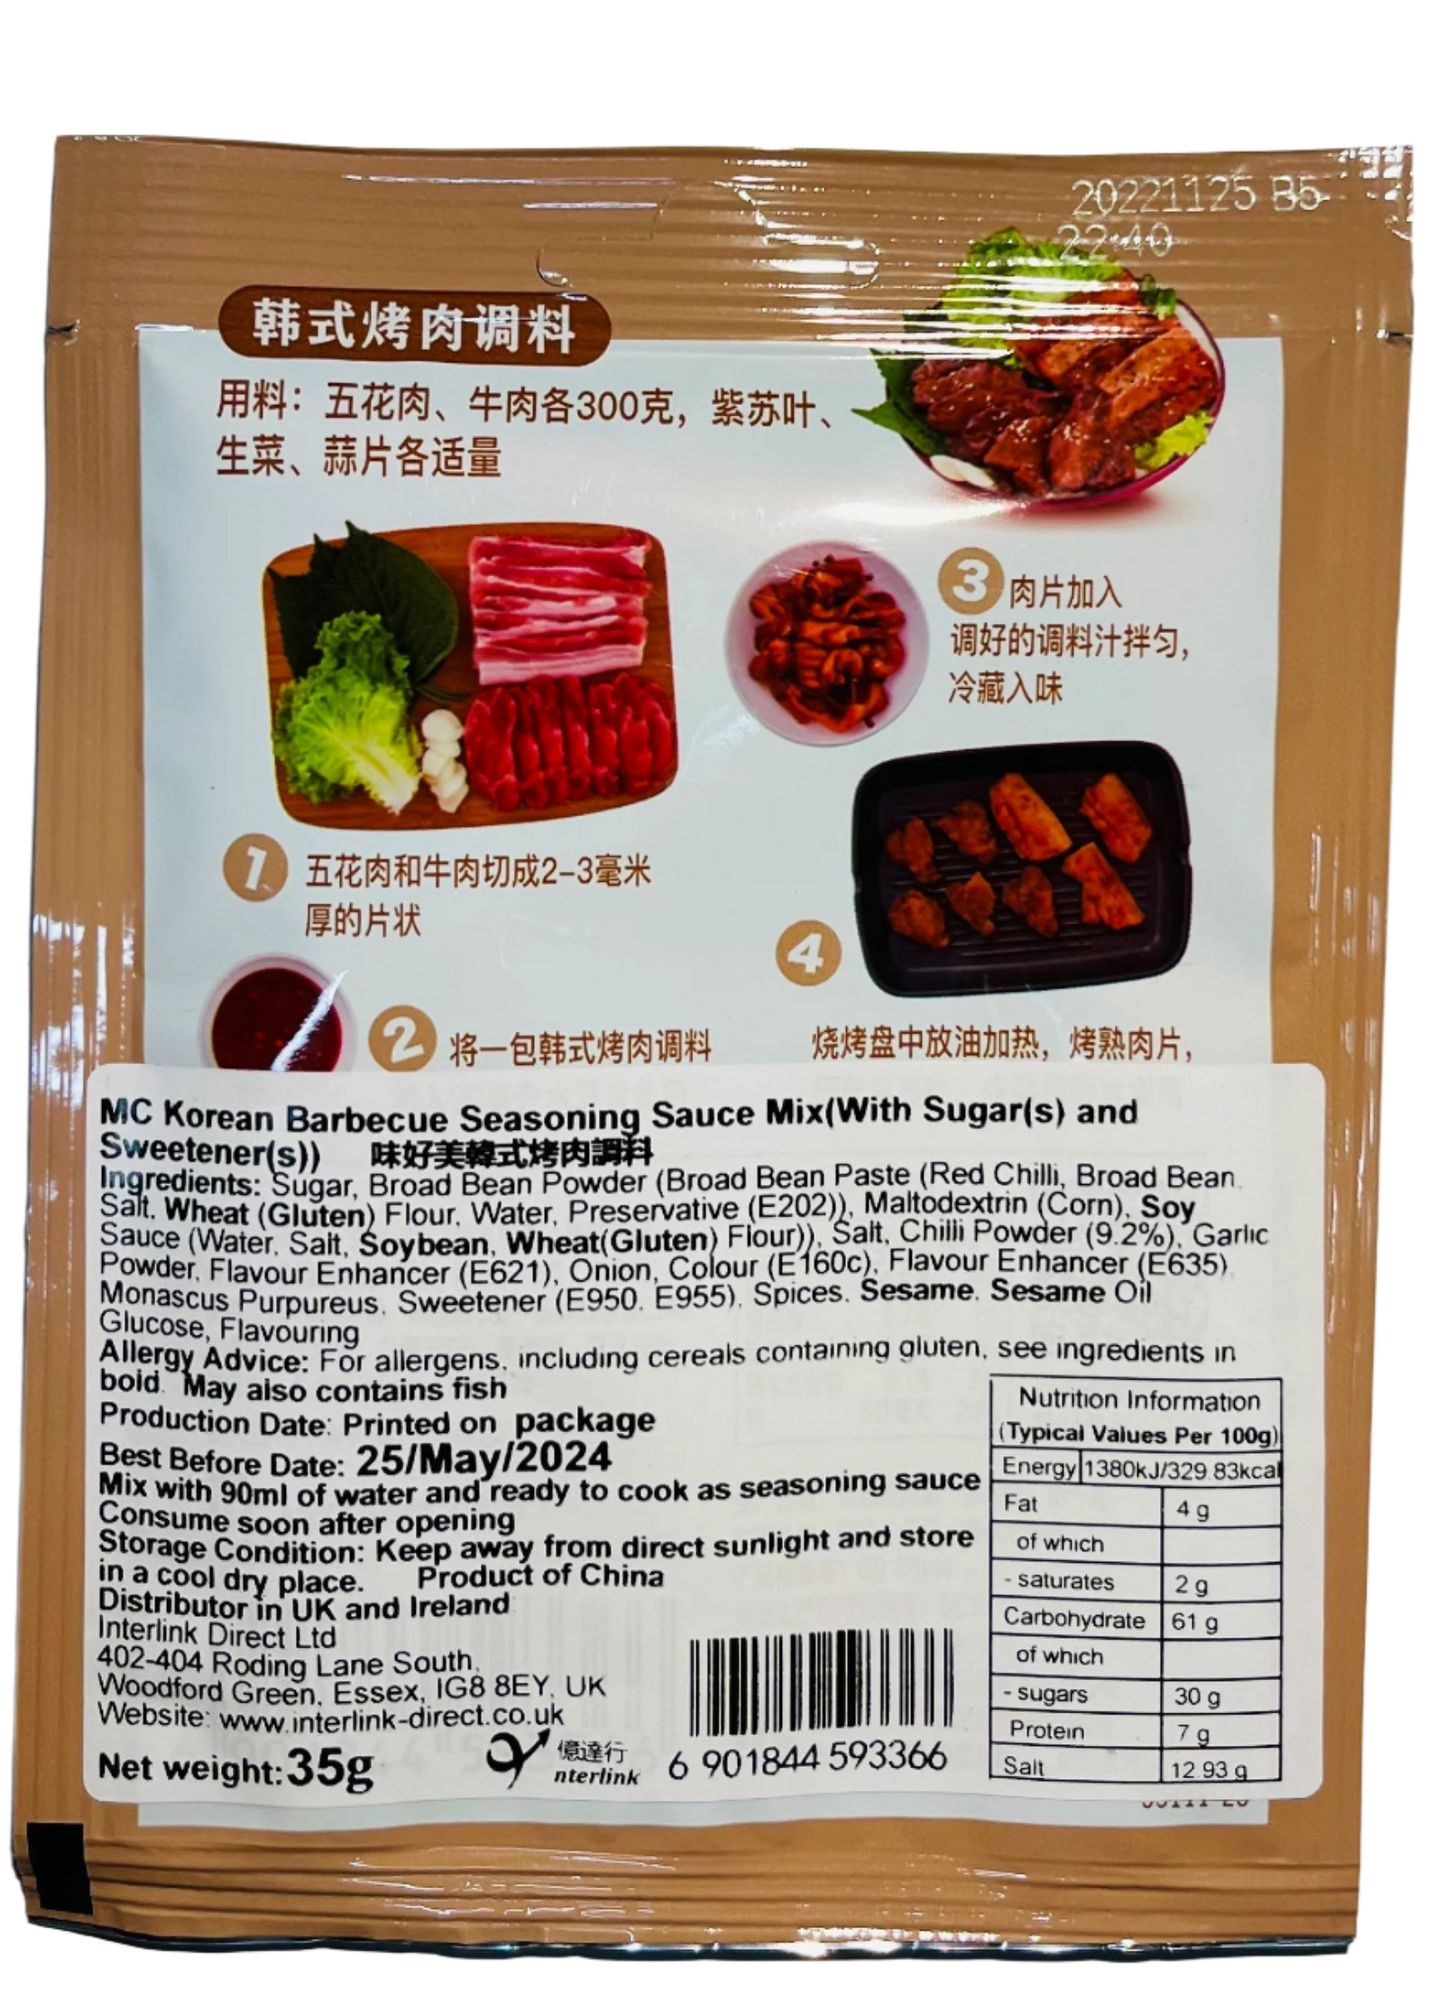 20221125 B5
22:40
韩式烤肉调料
用料：五花肉、牛肉各300克，紫苏叶、
生菜、蒜片各适量
1 五花肉和牛肉切成2-3毫米
厚的片状
2 将一包韩式烤肉调料
3 肉片加入
调好的调料汁拌匀，
冷藏入味
4
烧烤盘中放油加热，烤熟肉片，
MC Korean Barbecue Seasoning Sauce Mix(With Sugar(s) and
Sweetener(s)) 味好美韓式烤肉調料
Ingredients: Sugar, Broad Bean Powder (Broad Bean Paste (Red Chilli, Broad Bean.
Salt. Wheat (Gluten) Flour, Water, Preservative (E202)), Maltodextrin (Corn), Soy
Sauce (Water, Salt, Soybean, Wheat(Gluten) Flour)), Salt, Chilli Powder (9.2%), Garlic
Powder, Flavour Enhancer (E621), Onion, Colour (E160c), Flavour Enhancer (E635)
Monascus Purpureus, Sweetener (E950. E955), Spices. Sesame. Sesame Oil
Glucose, Flavouring
Allergy Advice: For allergens, including cereals containing gluten, see ingredients in
bold. May also contains fish
Production Date: Printed on package
Best Before Date: 25/May/2024
Mix with 90ml of water and ready to cook as seasoning sauce
Consume soon after opening
Storage Condition: Keep away from direct sunlight and store
in a cool dry place. Product of China
Distributor in UK and Ireland
Interlink Direct Ltd
402-404 Roding Lane South,
Woodford Green, Essex, IG8 8EY, UK
Website: www.interlink-direct.co.uk
Net weight:35g
億達行
nterlink
6 901844 593366
Nutrition Information
(Typical Values Per 100g)
Energy 1380kJ/329.83kcal
Fat 4 g
of which
- saturates 2 g
Carbohydrate 61 g
of which
- sugars 30 g
Protein 7 g
Salt 12.93 g